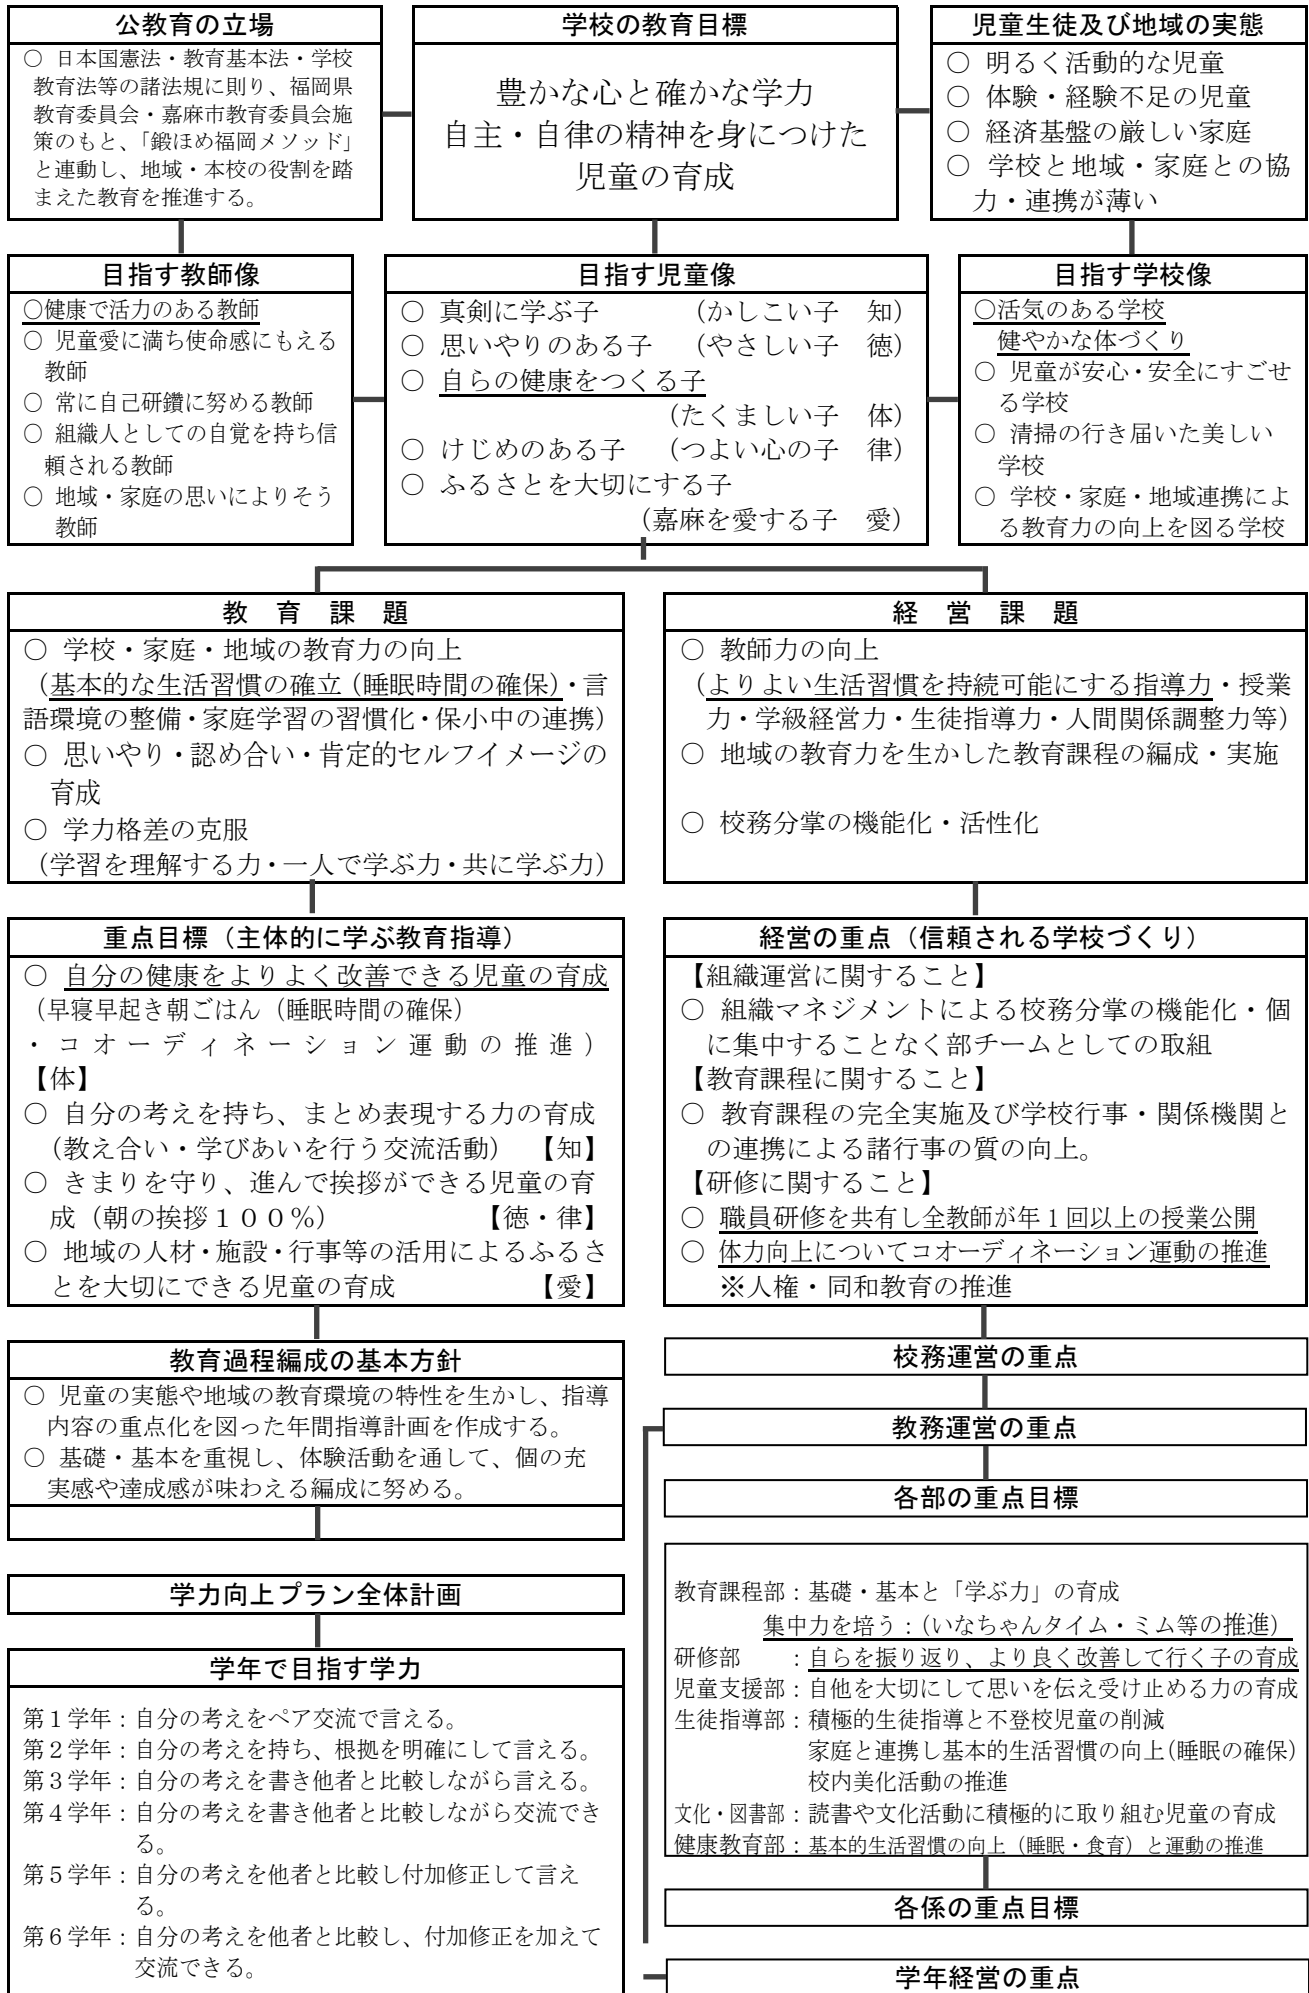 公教育の立場
○ 日本国憲法・教育基本法・学校
教育法等の諸法規に則り、福岡県
教育委員会・嘉麻市教育委員会施
策のもと、「鍛ほめ福岡メソッド」
と連動し、地域・本校の役割を踏
まえた教育を推進する。
学校の教育目標
豊かな心と確かな学力
自主・自律の精神を身につけた
児童の育成
児童生徒及び地域の実態
○ 明るく活動的な児童
○ 体験・経験不足の児童
○ 経済基盤の厳しい家庭
○ 学校と地域・家庭との協
力・連携が薄い
目指す教師像
○健康で活力のある教師
○ 児童愛に満ち使命感にもえる
教師
○ 常に自己研鑽に努める教師
○ 組織人としての自覚を持ち信
頼される教師
○ 地域・家庭の思いによりそう
教師
目指す児童像
○ 真剣に学ぶ子 (かしこい子 知)
○ 思いやりのある子 (やさしい子 徳)
○ 自らの健康をつくる子
(たくましい子 体)
○ けじめのある子 (つよい心の子 律)
○ ふるさとを大切にする子
(嘉麻を愛する子 愛)
目指す学校像
○活気のある学校
健やかな体づくり
○ 児童が安心・安全にすごせ
る学校
○ 清掃の行き届いた美しい
学校
○ 学校・家庭・地域連携によ
る教育力の向上を図る学校
教 育 課 題
○ 学校・家庭・地域の教育力の向上
(基本的な生活習慣の確立(睡眠時間の確保)・言
語環境の整備・家庭学習の習慣化・保小中の連携)
○ 思いやり・認め合い・肯定的セルフイメージの
育成
○ 学力格差の克服
(学習を理解する力・一人で学ぶ力・共に学ぶ力)
経 営 課 題
○ 教師力の向上
(よりよい生活習慣を持続可能にする指導力・授業
力・学級経営力・生徒指導力・人間関係調整力等)
○ 地域の教育力を生かした教育課程の編成・実施
○ 校務分掌の機能化・活性化
重点目標(主体的に学ぶ教育指導)
○ 自分の健康をよりよく改善できる児童の育成
(早寝早起き朝ごはん(睡眠時間の確保)
・コオーディネーション運動の推進)
【体】
○ 自分の考えを持ち、まとめ表現する力の育成
(教え合い・学びあいを行う交流活動) 【知】
○ きまりを守り、進んで挨拶ができる児童の育
成(朝の挨拶100%) 【徳・律】
○ 地域の人材・施設・行事等の活用によるふるさ
とを大切にできる児童の育成 【愛】
経営の重点(信頼される学校づくり)
【組織運営に関すること】
○ 組織マネジメントによる校務分掌の機能化・個
に集中することなく部チームとしての取組
【教育課程に関すること】
○ 教育課程の完全実施及び学校行事・関係機関と
の連携による諸行事の質の向上。
【研修に関すること】
○ 職員研修を共有し全教師が年1回以上の授業公開
○ 体力向上についてコオーディネーション運動の推進
※人権・同和教育の推進
教育過程編成の基本方針
○ 児童の実態や地域の教育環境の特性を生かし、指導
内容の重点化を図った年間指導計画を作成する。
○ 基礎・基本を重視し、体験活動を通して、個の充
実感や達成感が味わえる編成に努める。
学力向上プラン全体計画
学年で目指す学力
第1学年:自分の考えをペア交流で言える。
第2学年:自分の考えを持ち、根拠を明確にして言える。
第3学年:自分の考えを書き他者と比較しながら言える。
第4学年:自分の考えを書き他者と比較しながら交流でき
る。
第5学年:自分の考えを他者と比較し付加修正して言え
る。
第6学年:自分の考えを他者と比較し、付加修正を加えて
交流できる。
校務運営の重点
教務運営の重点
各部の重点目標
教育課程部:基礎・基本と「学ぶ力」の育成
集中力を培う:(いなちゃんタイム・ミム等の推進)
研修部 :自らを振り返り、より良く改善して行く子の育成
児童支援部:自他を大切にして思いを伝え受け止める力の育成
生徒指導部:積極的生徒指導と不登校児童の削減
家庭と連携し基本的生活習慣の向上(睡眠の確保)
校内美化活動の推進
文化・図書部:読書や文化活動に積極的に取り組む児童の育成
健康教育部:基本的生活習慣の向上(睡眠・食育)と運動の推進
各係の重点目標
学年経営の重点